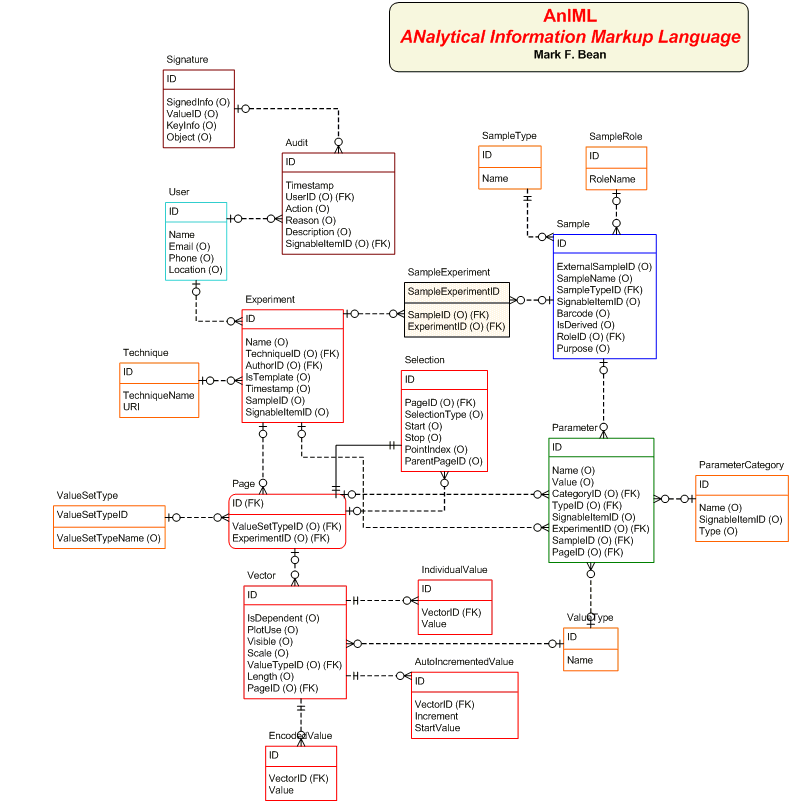 AnIML
ANalytical Information Markup Language
Mark F. Bean
Signature
ID
SignedInfo (O)
ValueID (O)
KeyInfo (O)
Object (O)
Audit
ID
Timestamp
UserID (O) (FK)
Action (O)
Reason (O)
Description (O)
SignableItemID (O) (FK)
SampleType
ID
Name
SampleRole
ID
RoleName
User
ID
Name
Email (O)
Phone (O)
Location (O)
Sample
ID
ExternalSampleID (O)
SampleName (O)
SampleTypeID (FK)
SignableItemID (O)
Barcode (O)
IsDerived (O)
RoleID (O) (FK)
Purpose (O)
SampleExperiment
SampleExperimentID
SampleID (O) (FK)
ExperimentID (O) (FK)
Experiment
ID
Name (O)
TechniqueID (O) (FK)
AuthorID (O) (FK)
IsTemplate (O)
Timestamp (O)
SampleID (O)
SignableItemID (O)
Technique
ID
TechniqueName
URI
Selection
ID
PageID (O) (FK)
SelectionType (O)
Start (O)
Stop (O)
PointIndex (O)
ParentPageID (O)
Parameter
ID
Name (O)
Value (O)
CategoryID (O) (FK)
TypeID (O) (FK)
SignableItemID (O)
ExperimentID (O) (FK)
SampleID (O) (FK)
PageID (O) (FK)
ParameterCategory
ID
Name (O)
SignableItemID (O)
Type (O)
Page
ID (FK)
ValueSetTypeID (O) (FK)
ExperimentID (O) (FK)
ValueSetType
ValueSetTypeID
ValueSetTypeName (O)
Vector
ID
IsDependent (O)
PlotUse (O)
Visible (O)
Scale (O)
ValueTypeID (O) (FK)
Length (O)
PageID (O) (FK)
IndividualValue
ID
VectorID (FK)
Value
ValueType
ID
Name
AutoIncrementedValue
ID
VectorID (FK)
Increment
StartValue
EncodedValue
ID
VectorID (FK)
Value